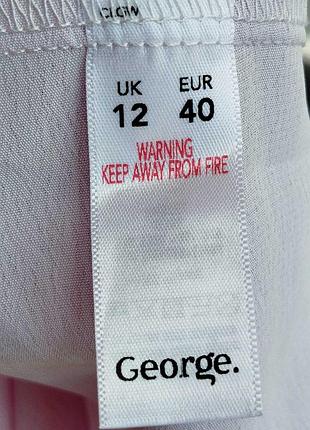 UK EUR
12 40
WARNING
KEEP AWAY FROM FIRE
George.